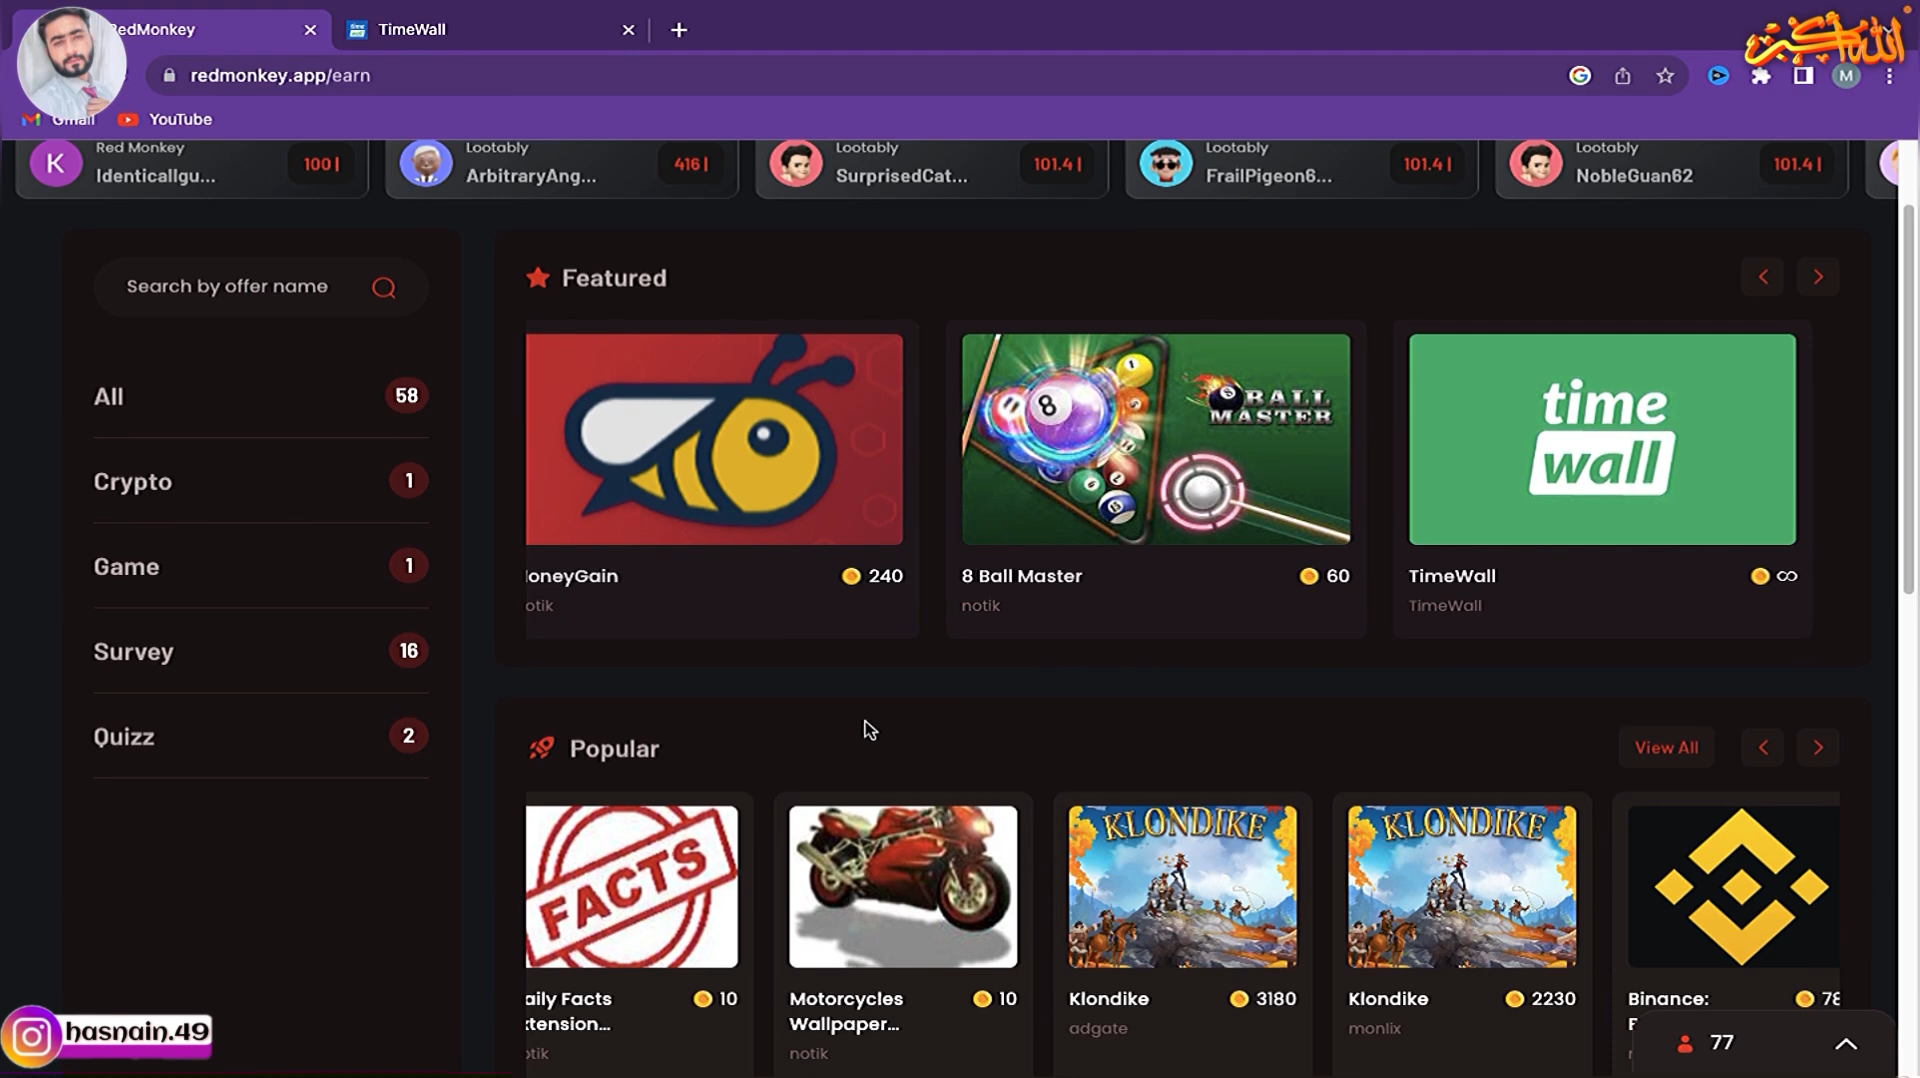 RedMonkey
TimeWall
redmonkey.app/earn
M
Gmail
YouTube
الله أكبر
K
Red Monkey
Identicallgu...
100
Lootably
ArbitraryAng...
416
Lootably
SurprisedCat...
101.4
Lootably
FrailPigeon6...
101.4
Lootably
NobleGuan62
101.4
Search by offer name
All
58
Crypto
1
Game
1
Survey
16
Quizz
2
Featured
8 BALL
MASTER
time
wall
oneyGain
240
otik
8 Ball Master
60
notik
TimeWall
∞
TimeWall
Popular
View All
FACTS
KLONDIKE
KLONDIKE
aily Facts
xtension...
10
otik
Motorcycles
Wallpaper...
10
notik
Klondike
3180
adgate
Klondike
2230
monlix
Binance:
78
77
hasnain.49